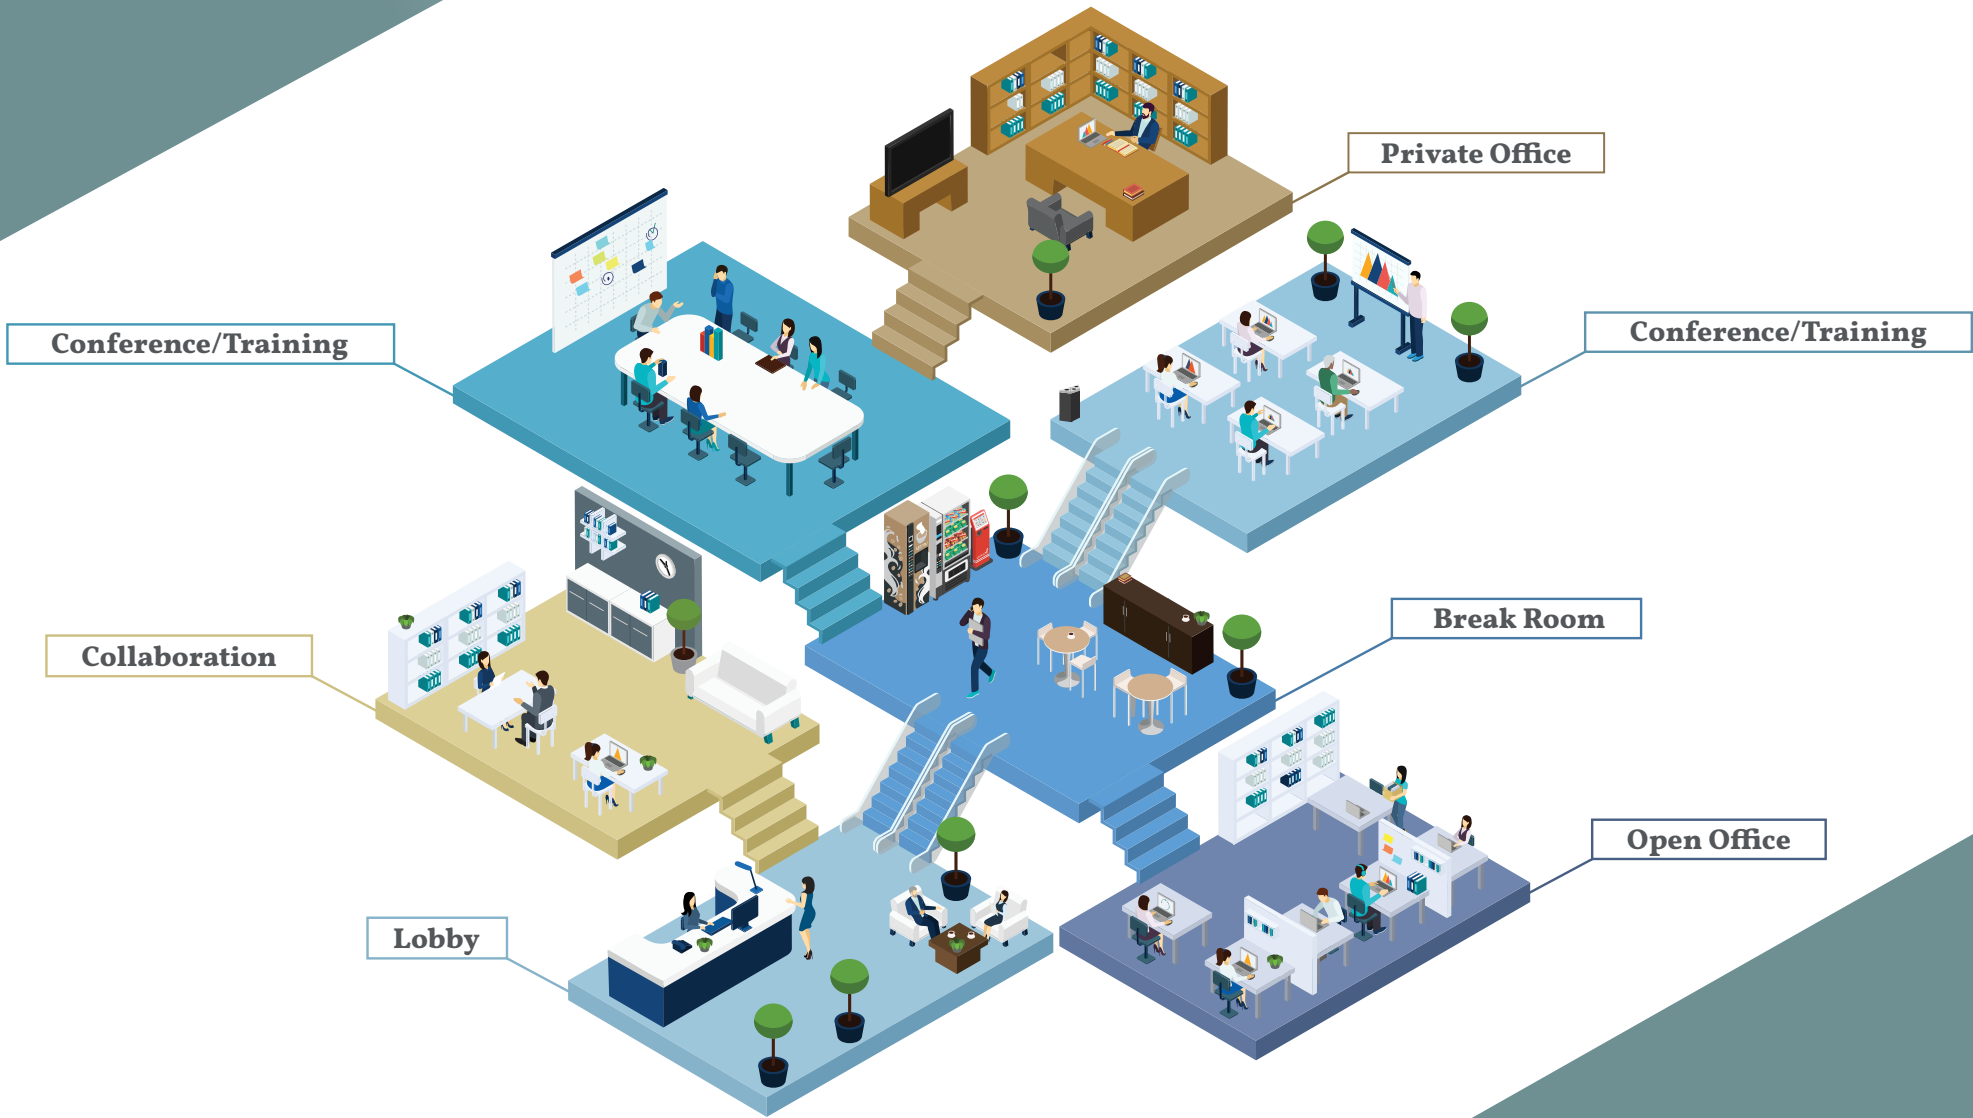 Private Office
Conference/Training
Conference/Training
Break Room
Collaboration
Open Office
Lobby